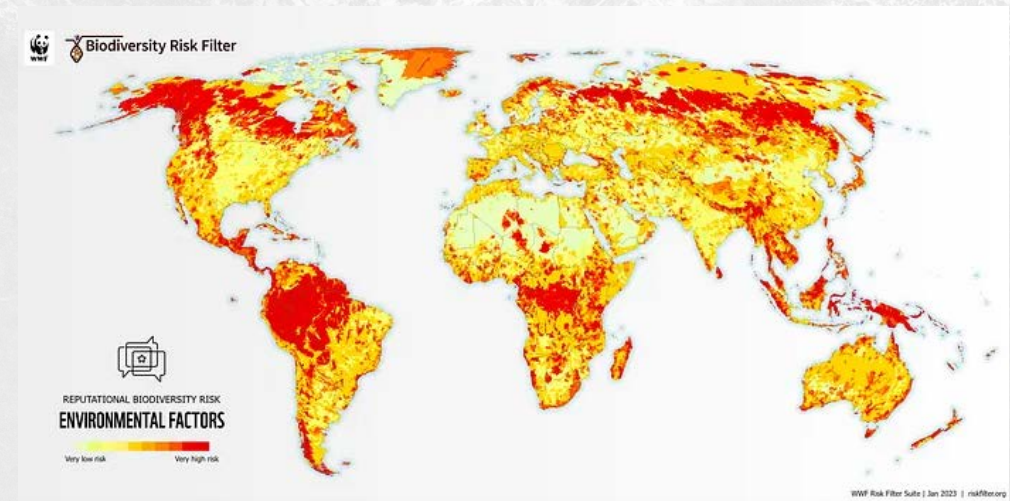 WWF
Biodiversity Risk Filter
REPUTATIONAL BIODIVERSITY RISK
ENVIRONMENTAL FACTORS
Very low risk
Very high risk
WWF Risk Filter Suite | Jan 2023 | riskfilter.org